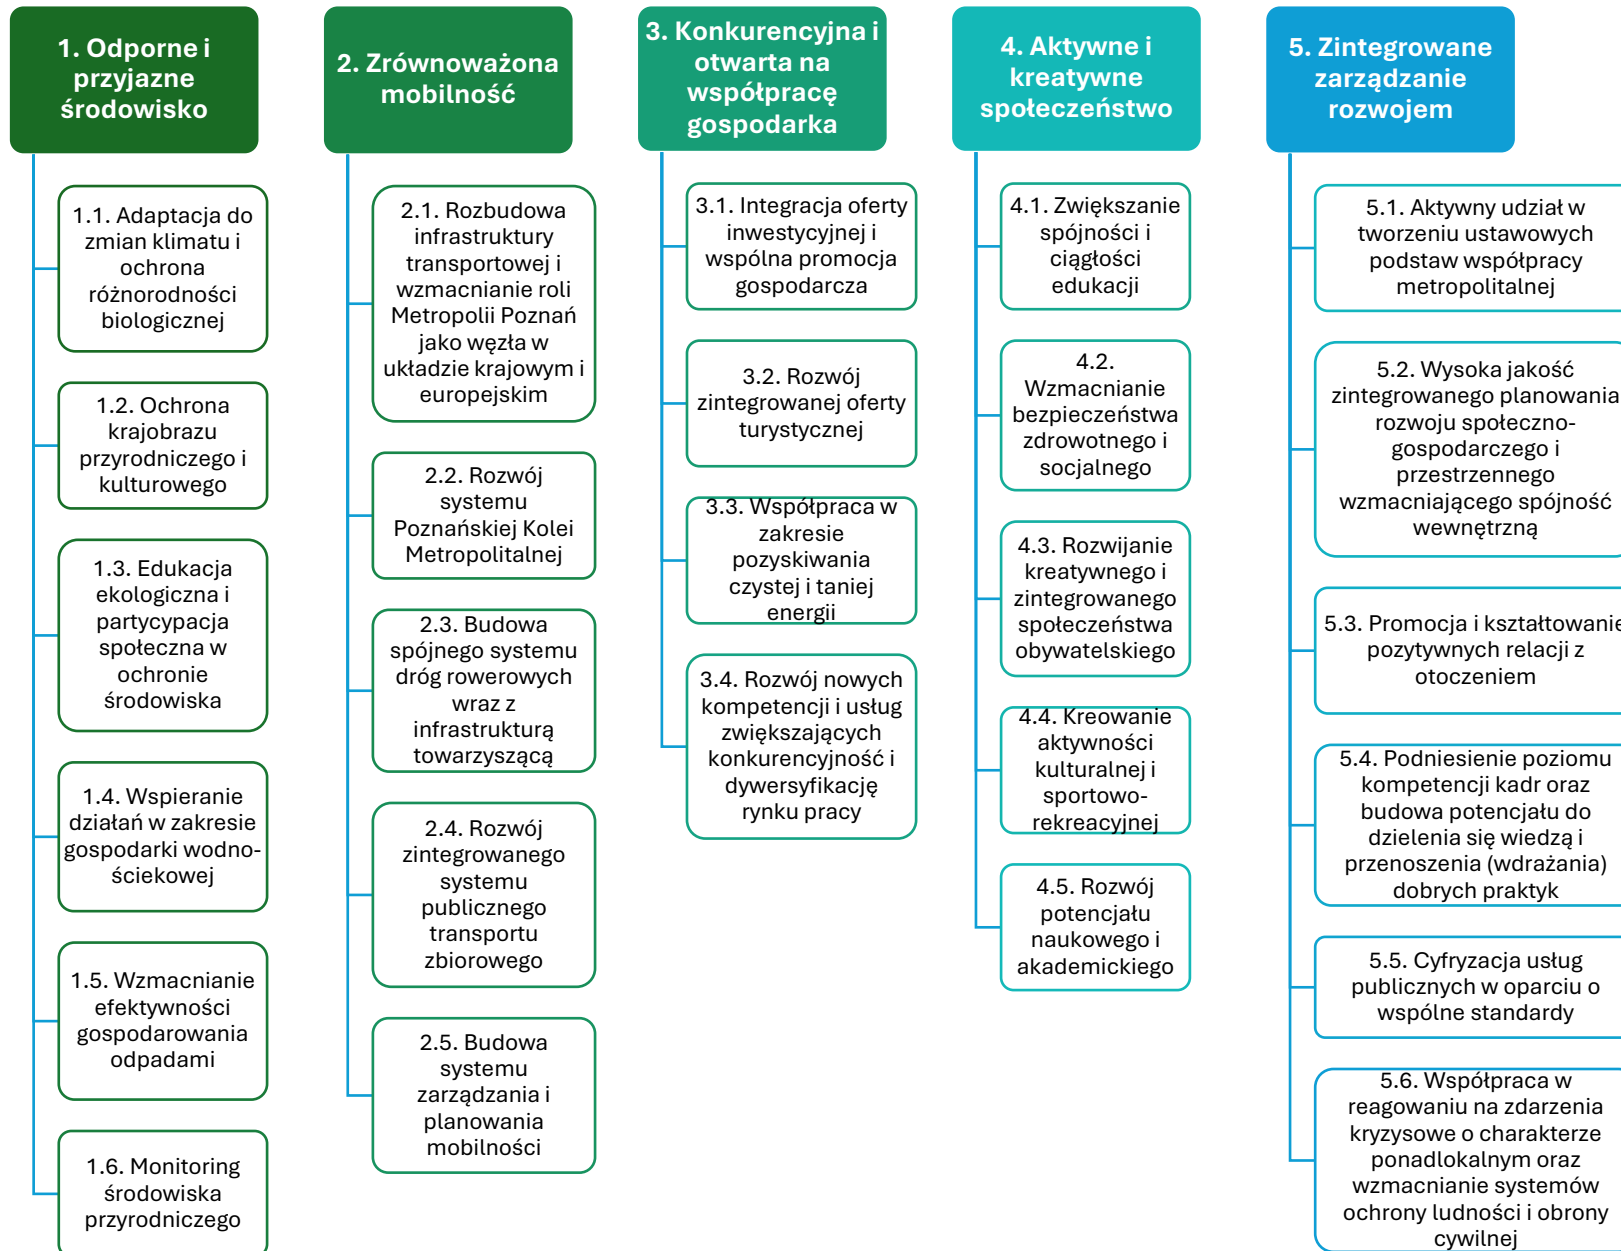 1. Odporne i
przyjazne
środowisko
1.1. Adaptacja do
zmian klimatu i
ochrona
różnorodności
biologicznej
1.2. Ochrona
krajobrazu
przyrodniczego i
kulturowego
1.3. Edukacja
ekologiczna i
partycypacja
społeczna w
ochronie
środowiska
1.4. Wspieranie
działań w zakresie
gospodarki wodno-
ściekowej
1.5. Wzmacnianie
efektywności
gospodarowania
odpadami
1.6. Monitoring
środowiska
przyrodniczego
2. Zrównoważona
mobilność
2.1. Rozbudowa
infrastruktury
transportowej i
wzmacnianie roli
Metropolii Poznań
jako węzła w
układzie krajowym i
europejskim
2.2. Rozwój
systemu
Poznańskiej Kolei
Metropolitalnej
2.3. Budowa
spójnego systemu
dróg rowerowych
wraz z
infrastrukturą
towarzyszącą
2.4. Rozwój
zintegrowanego
systemu
publicznego
transportu
zbiorowego
2.5. Budowa
systemu
zarządzania i
planowania
mobilności
3. Konkurencyjna i
otwarta na
współpracę
gospodarka
3.1. Integracja oferty
inwestycyjnej i
wspólna promocja
gospodarcza
3.2. Rozwój
zintegrowanej oferty
turystycznej
3.3. Współpraca w
zakresie
pozyskiwania
czystej i taniej
energii
3.4. Rozwój nowych
kompetencji i usług
zwiększających
konkurencyjność i
dywersyfikację
rynku pracy
4. Aktywne i
kreatywne
społeczeństwo
4.1. Zwiększanie
spójności i
ciągłości
edukacji
4.2.
Wzmacnianie
bezpieczeństwa
zdrowotnego i
socjalnego
4.3. Rozwijanie
kreatywnego i
zintegrowanego
społeczeństwa
obywatelskiego
4.4. Kreowanie
aktywności
kulturalnej i
sportowo-
rekreacyjnej
4.5. Rozwój
potencjału
naukowego i
akademickiego
5. Zintegrowane
zarządzanie
rozwojem
5.1. Aktywny udział w
tworzeniu ustawowych
podstaw współpracy
metropolitalnej
5.2. Wysoka jakość
zintegrowanego planowania
rozwoju społeczno-
gospodarczego i
przestrzennego
wzmacniającego spójność
wewnętrzną
5.3. Promocja i kształtowanie
pozytywnych relacji z
otoczeniem
5.4. Podniesienie poziomu
kompetencji kadr oraz
budowa potencjału do
dzielenia się wiedzą i
przenoszenia (wdrażania)
dobrych praktyk
5.5. Cyfryzacja usług
publicznych w oparciu o
wspólne standardy
5.6. Współpraca w
reagowaniu na zdarzenia
kryzysowe o charakterze
ponadlokalnym oraz
wzmacnianie systemów
ochrony ludności i obrony
cywilnej